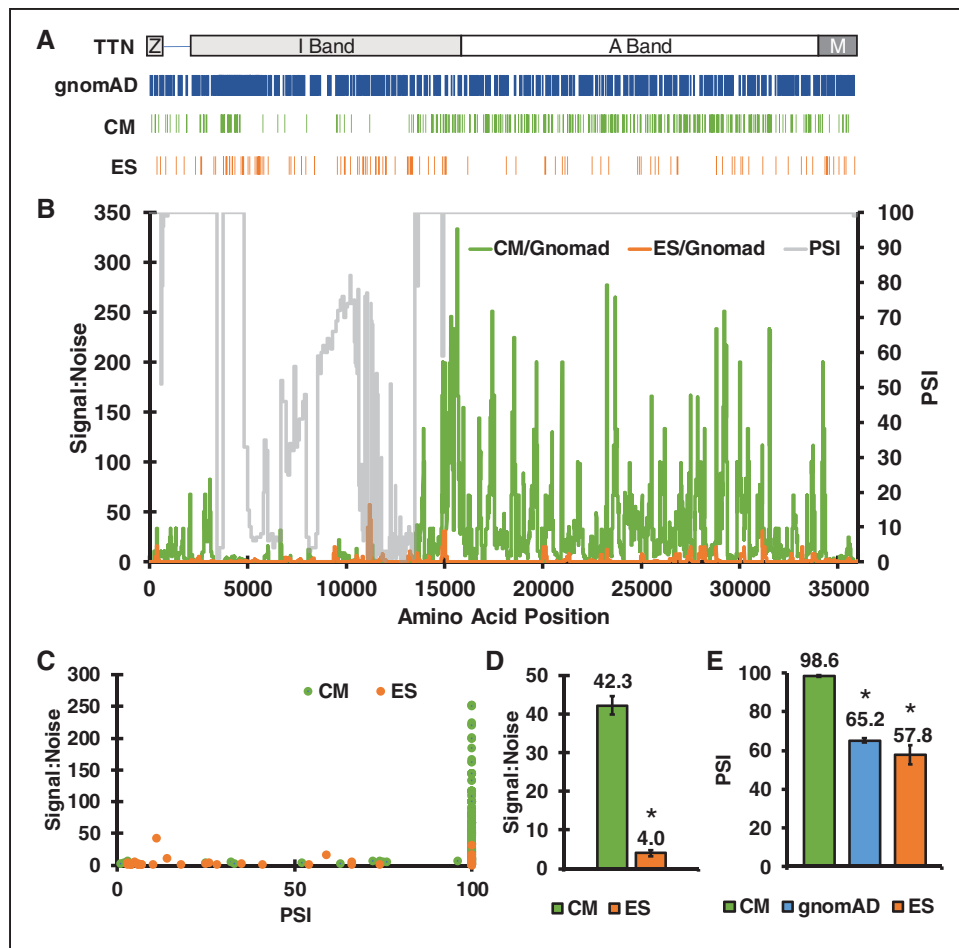 A
TTN Z I Band A Band M
gnomAD
CM
ES
B
350 100
300 90
250 80
200 70
150 60
100 50
50 40
0 30
20
10
0
CM/Gnomad ES/Gnomad PSI
Signal:Noise
PSI
0 5000 10000 15000 20000 25000 30000 35000
Amino Acid Position
C
300
250
200
150
100
50
0
Signal:Noise
CM ES
0 50 100
PSI
D
50
40
30
20
10
0
Signal:Noise
42.3
*
4.0
CM ES
E
100
80
60
40
20
0
PSI
98.6
*
65.2
*
57.8
CM gnomAD ES